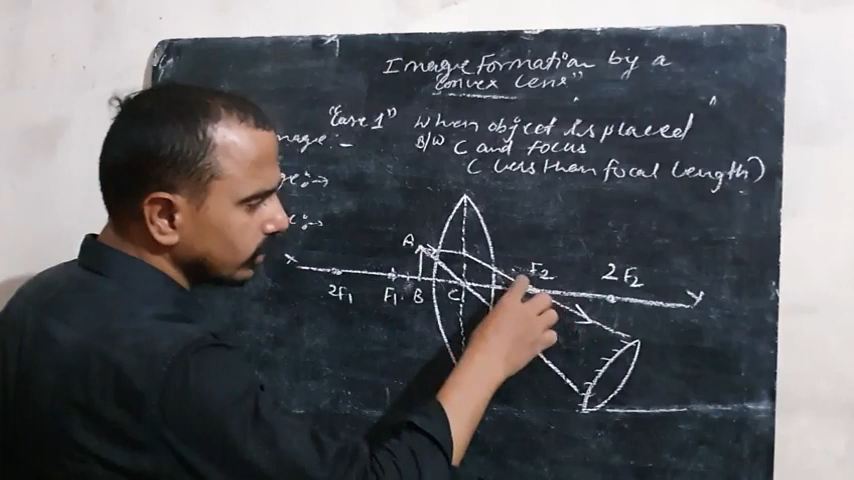 Image Formation by a
Convex Lens"
"Case 1" When object is placed
B/W C and focus
(less than focal length)
A
X
2F1
F1
B
C
F2
2F2
Y